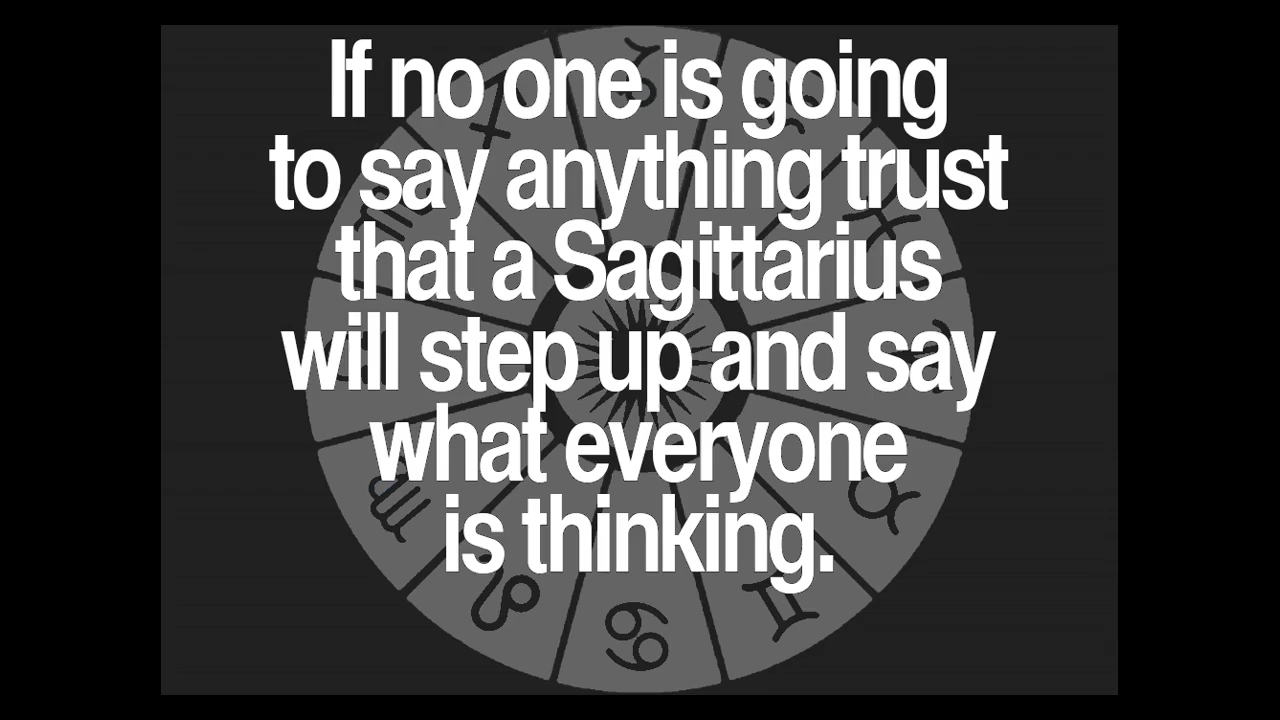 If no one is going
to say anything trust
that a Sagittarius
will step up and say
what everyone
is thinking.